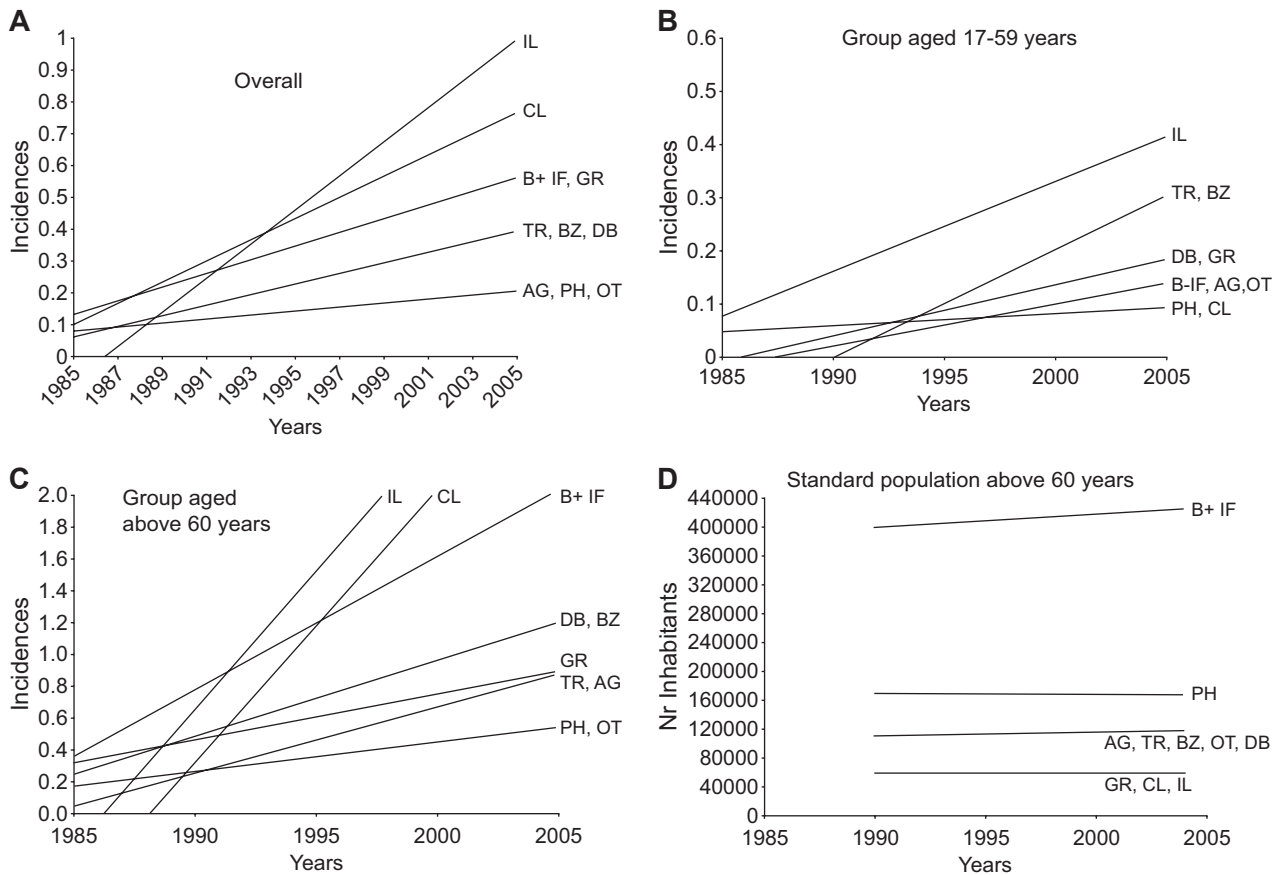 A
Overall
Incidences
1
0.9
0.8
0.7
0.6
0.5
0.4
0.3
0.2
0.1
0
IL
CL
B+ IF, GR
TR, BZ, DB
AG, PH, OT
1985 1987 1989 1991 1993 1995 1997 1999 2001 2003 2005
Years
B
Group aged 17-59 years
Incidences
0.6
0.5
0.4
0.3
0.2
0.1
0
IL
TR, BZ
DB, GR
B-IF, AG,OT
PH, CL
1985 1990 1995 2000 2005
Years
C
Group aged
above 60 years
Incidences
2.0
1.8
1.6
1.4
1.2
1.0
0.8
0.6
0.4
0.2
0.0
IL
CL
B+ IF
DB, BZ
GR
TR, AG
PH, OT
1985 1990 1995 2000 2005
Years
D
Standard population above 60 years
Nr Inhabitants
440000
400000
360000
320000
280000
240000
200000
160000
120000
80000
40000
0
B+ IF
PH
AG, TR, BZ, OT, DB
GR, CL, IL
1985 1990 1995 2000 2005
Years